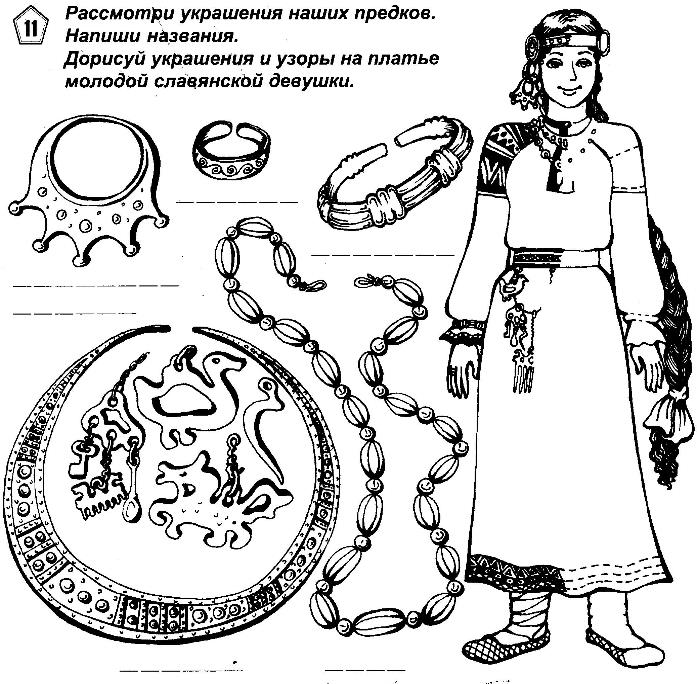 11
Рассмотри украшения наших предков.
Напиши названия.
Дорисуй украшения и узоры на платье
молодой славянской девушки.